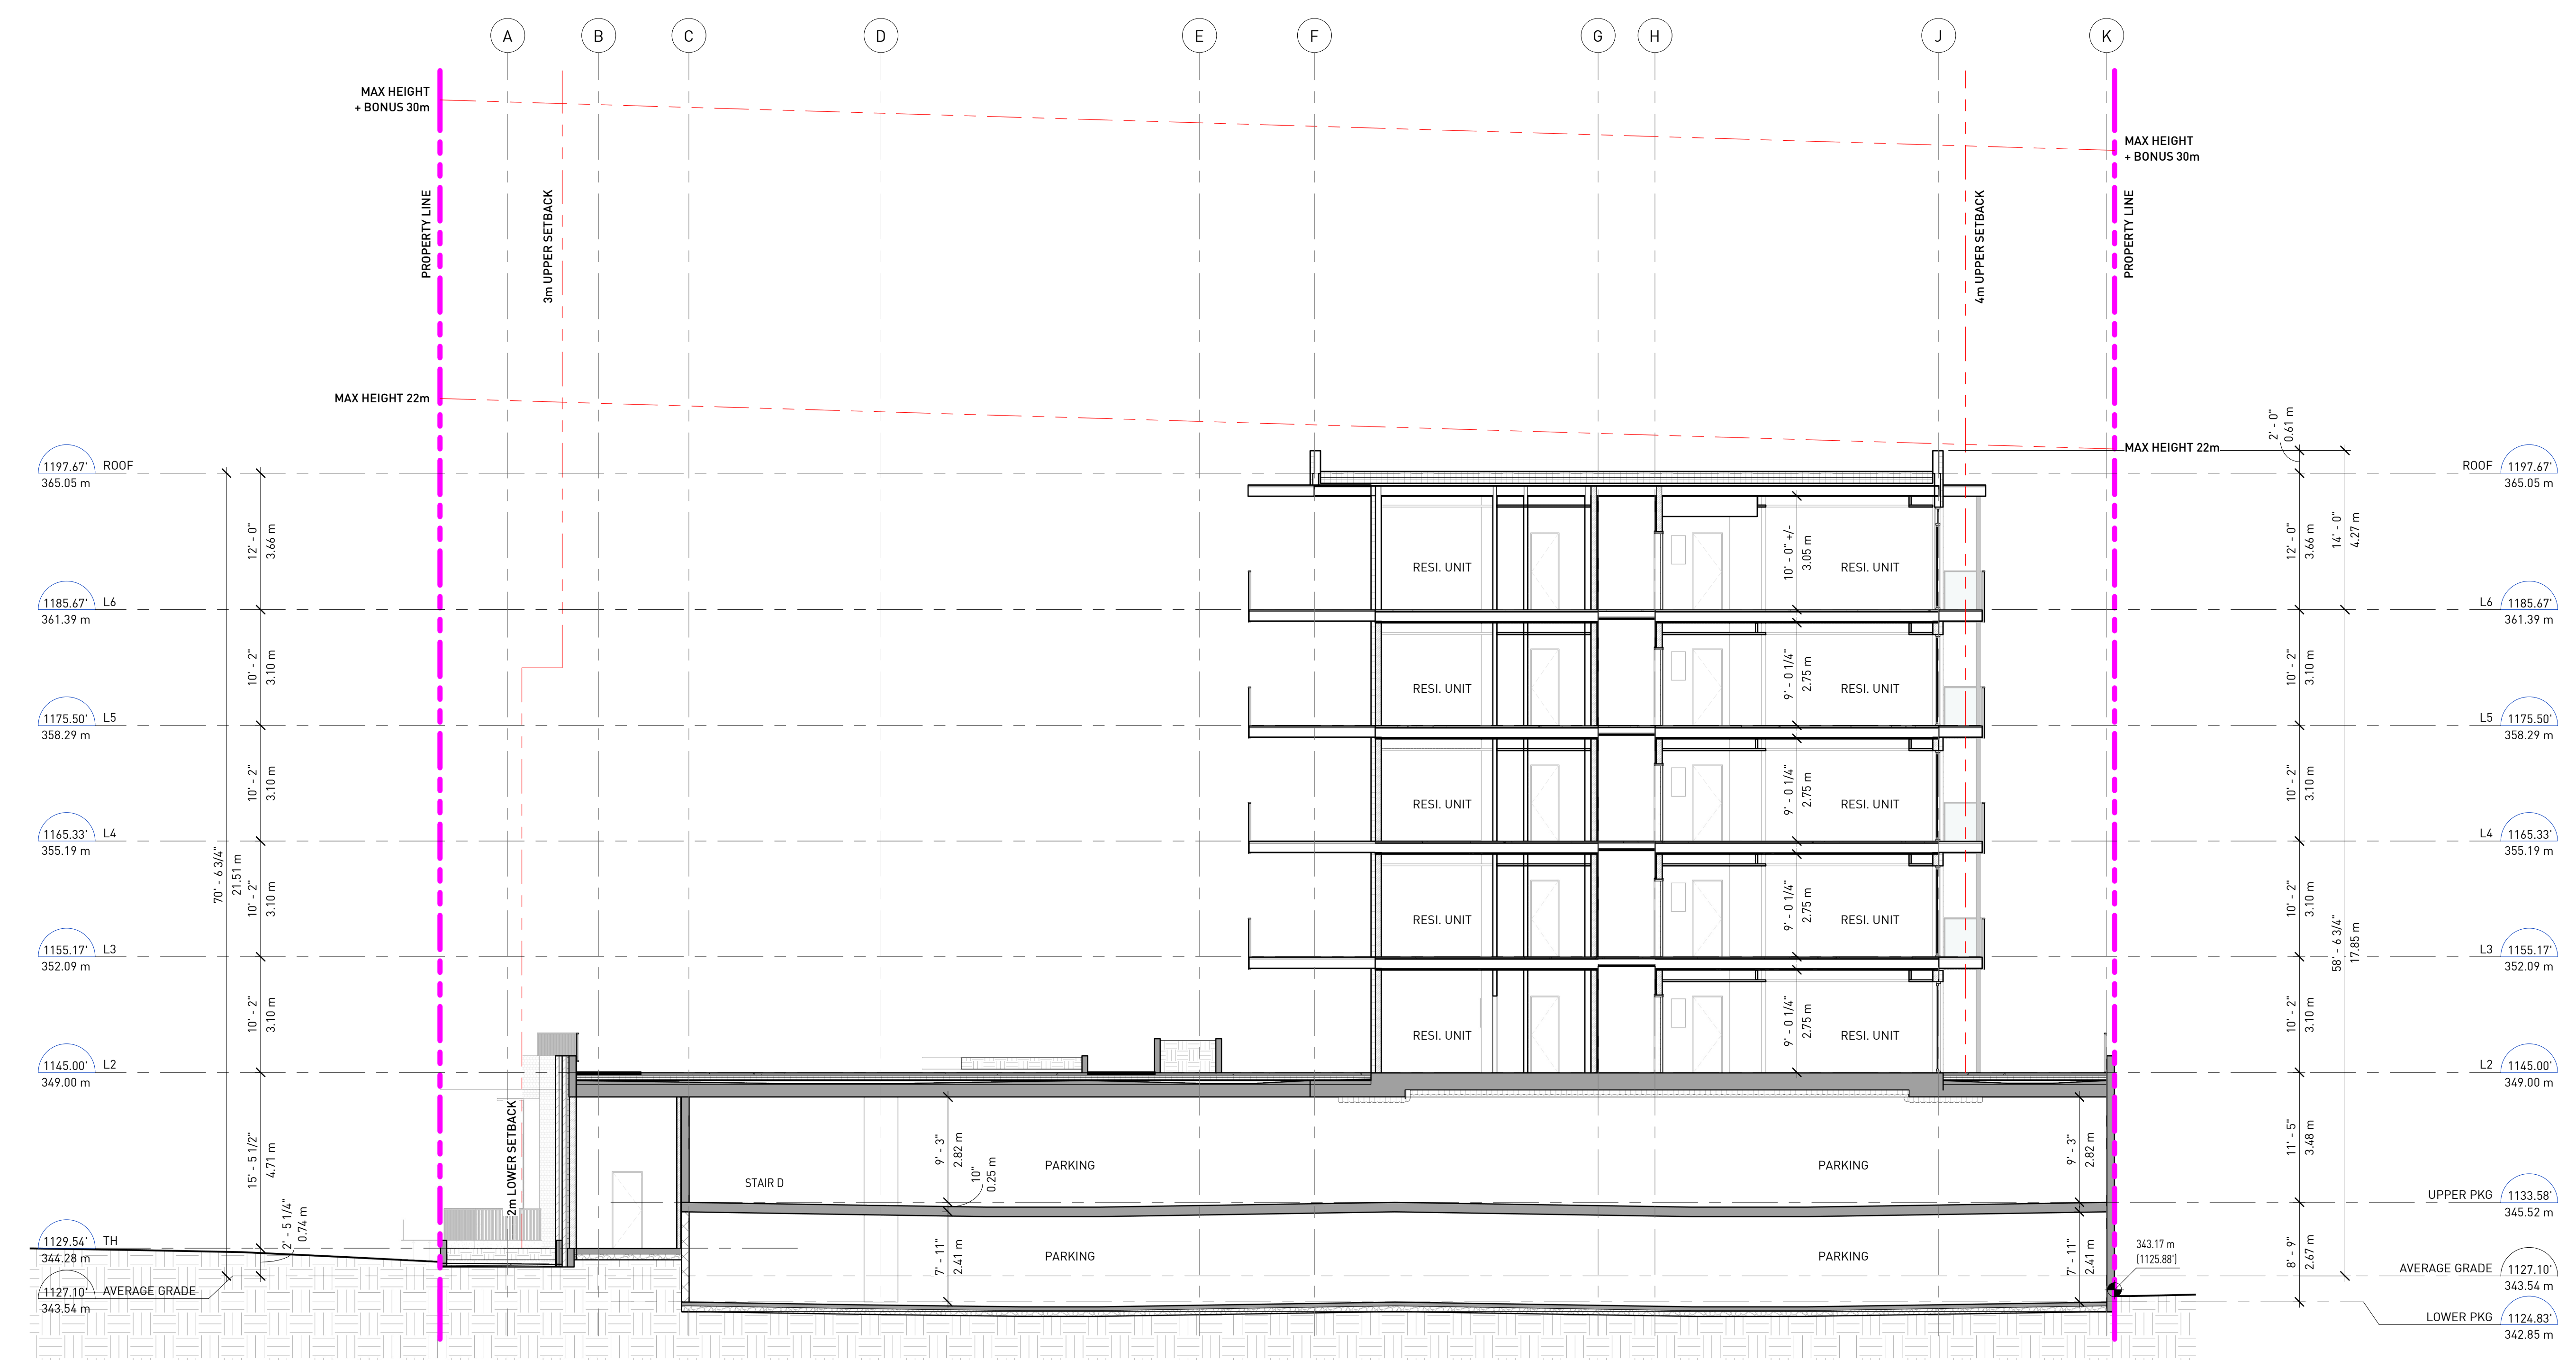 A
B
C
D
E
F
G
H
J
K
MAX HEIGHT
+ BONUS 30m
MAX HEIGHT
+ BONUS 30m
PROPERTY LINE
3m UPPER SETBACK
4m UPPER SETBACK
PROPERTY LINE
MAX HEIGHT 22m
MAX HEIGHT 22m
2' - 0"
0.61 m
1197.67' ROOF
365.05 m
ROOF 1197.67'
365.05 m
12' - 0"
3.66 m
10' - 0" +/-
3.05 m
12' - 0"
3.66 m
14' - 0"
4.27 m
RESI. UNIT
RESI. UNIT
1185.67' L6
361.39 m
L6 1185.67'
361.39 m
10' - 2"
3.10 m
9' - 0 1/4"
2.75 m
10' - 2"
3.10 m
RESI. UNIT
RESI. UNIT
1175.50' L5
358.29 m
L5 1175.50'
358.29 m
10' - 2"
3.10 m
9' - 0 1/4"
2.75 m
10' - 2"
3.10 m
RESI. UNIT
RESI. UNIT
1165.33' L4
355.19 m
L4 1165.33'
355.19 m
70' - 6 3/4"
21.51 m
10' - 2"
3.10 m
9' - 0 1/4"
2.75 m
10' - 2"
3.10 m
58' - 6 3/4"
17.85 m
RESI. UNIT
RESI. UNIT
1155.17' L3
352.09 m
L3 1155.17'
352.09 m
10' - 2"
3.10 m
9' - 0 1/4"
2.75 m
10' - 2"
3.10 m
RESI. UNIT
RESI. UNIT
1145.00' L2
349.00 m
L2 1145.00'
349.00 m
15' - 5 1/2"
4.71 m
2m LOWER SETBACK
9' - 3"
2.82 m
9' - 3"
2.82 m
11' - 5"
3.48 m
PARKING
PARKING
STAIR D
10"
0.25 m
UPPER PKG 1133.58'
345.52 m
1129.54' TH
344.28 m
2' - 5 1/4"
0.74 m
7' - 11"
2.41 m
PARKING
PARKING
7' - 11"
2.41 m
343.17 m
(1125.88')
8' - 9"
2.67 m
1127.10' AVERAGE GRADE
343.54 m
AVERAGE GRADE 1127.10'
343.54 m
LOWER PKG 1124.83'
342.85 m